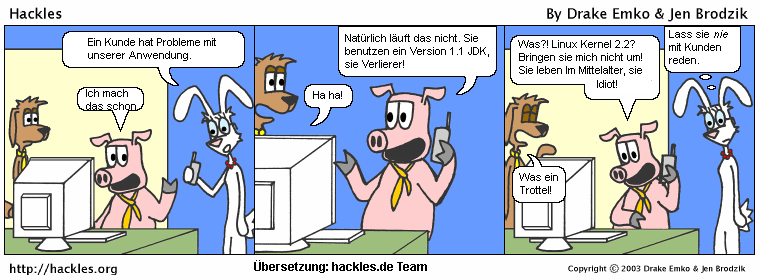 Hackles
By Drake Emko & Jen Brodzik
Ein Kunde hat Probleme mit
unserer Anwendung.
Ich mach
das schon.
Natürlich läuft das nicht. Sie
benutzen ein Version 1.1 JDK,
sie Verlierer!
Ha ha!
Was?! Linux Kernel 2.2?
Bringen sie mich nicht um!
Sie leben Im Mittelalter, sie
Idiot!
Lass sie nie
mit Kunden
reden.
Was ein
Trottel!
http://hackles.org
Übersetzung: hackles.de Team
Copyright © 2003 Drake Emko & Jen Brodzik